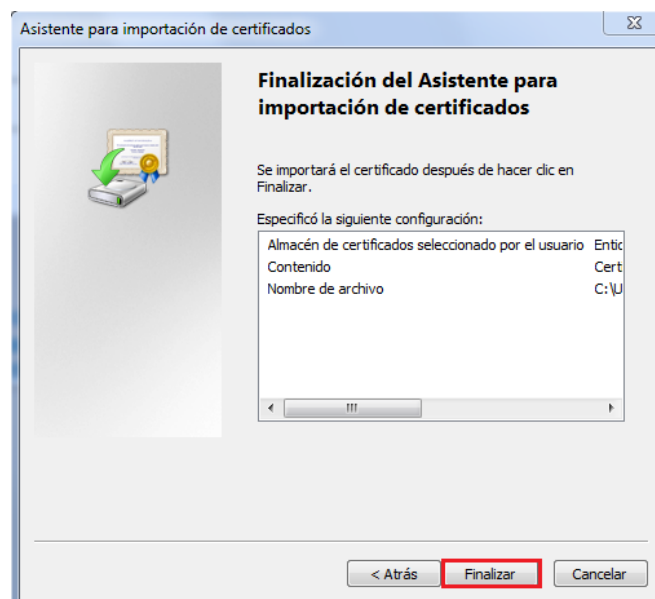 Asistente para importación de certificados
Finalización del Asistente para
importación de certificados
Se importará el certificado después de hacer clic en
Finalizar.
Especificó la siguiente configuración:
Almacén de certificados seleccionado por el usuario Entic
Contenido Cert
Nombre de archivo C:\U
< Atrás Finalizar Cancelar